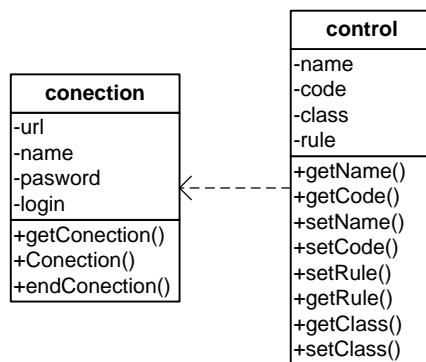 conection
-url
-name
-pasword
-login
+getConection()
+Conection()
+endConection()
control
-name
-code
-class
-rule
+getName()
+getCode()
+setName()
+setCode()
+setRule()
+getRule()
+getClass()
+setClass()